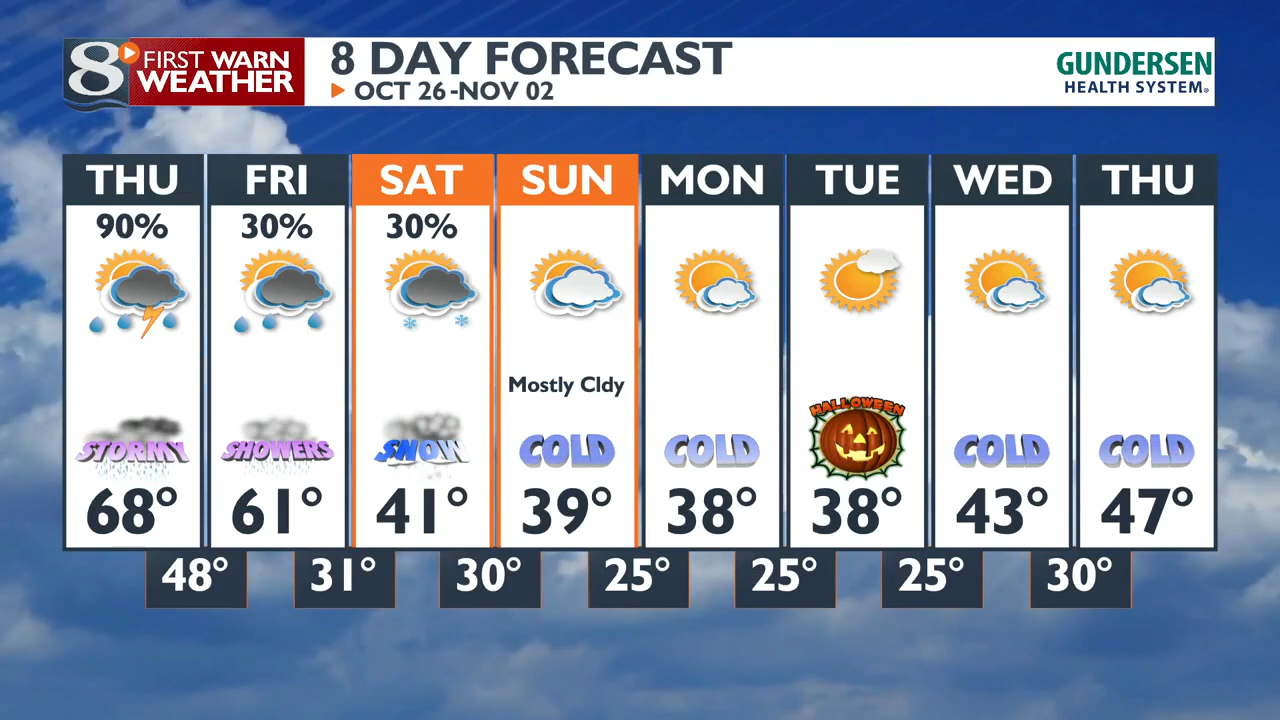 8 FIRST WARN
WEATHER
8 DAY FORECAST
OCT 26-NOV 02
GUNDERSEN
HEALTH SYSTEM®
THU FRI SAT SUN MON TUE WED THU
90% 30% 30%
Mostly Cldy
HALLOWEEN
STORMY SHOWERS SNOW COLD COLD COLD COLD
68° 61° 41° 39° 38° 38° 43° 47°
48° 31° 30° 25° 25° 25° 30°